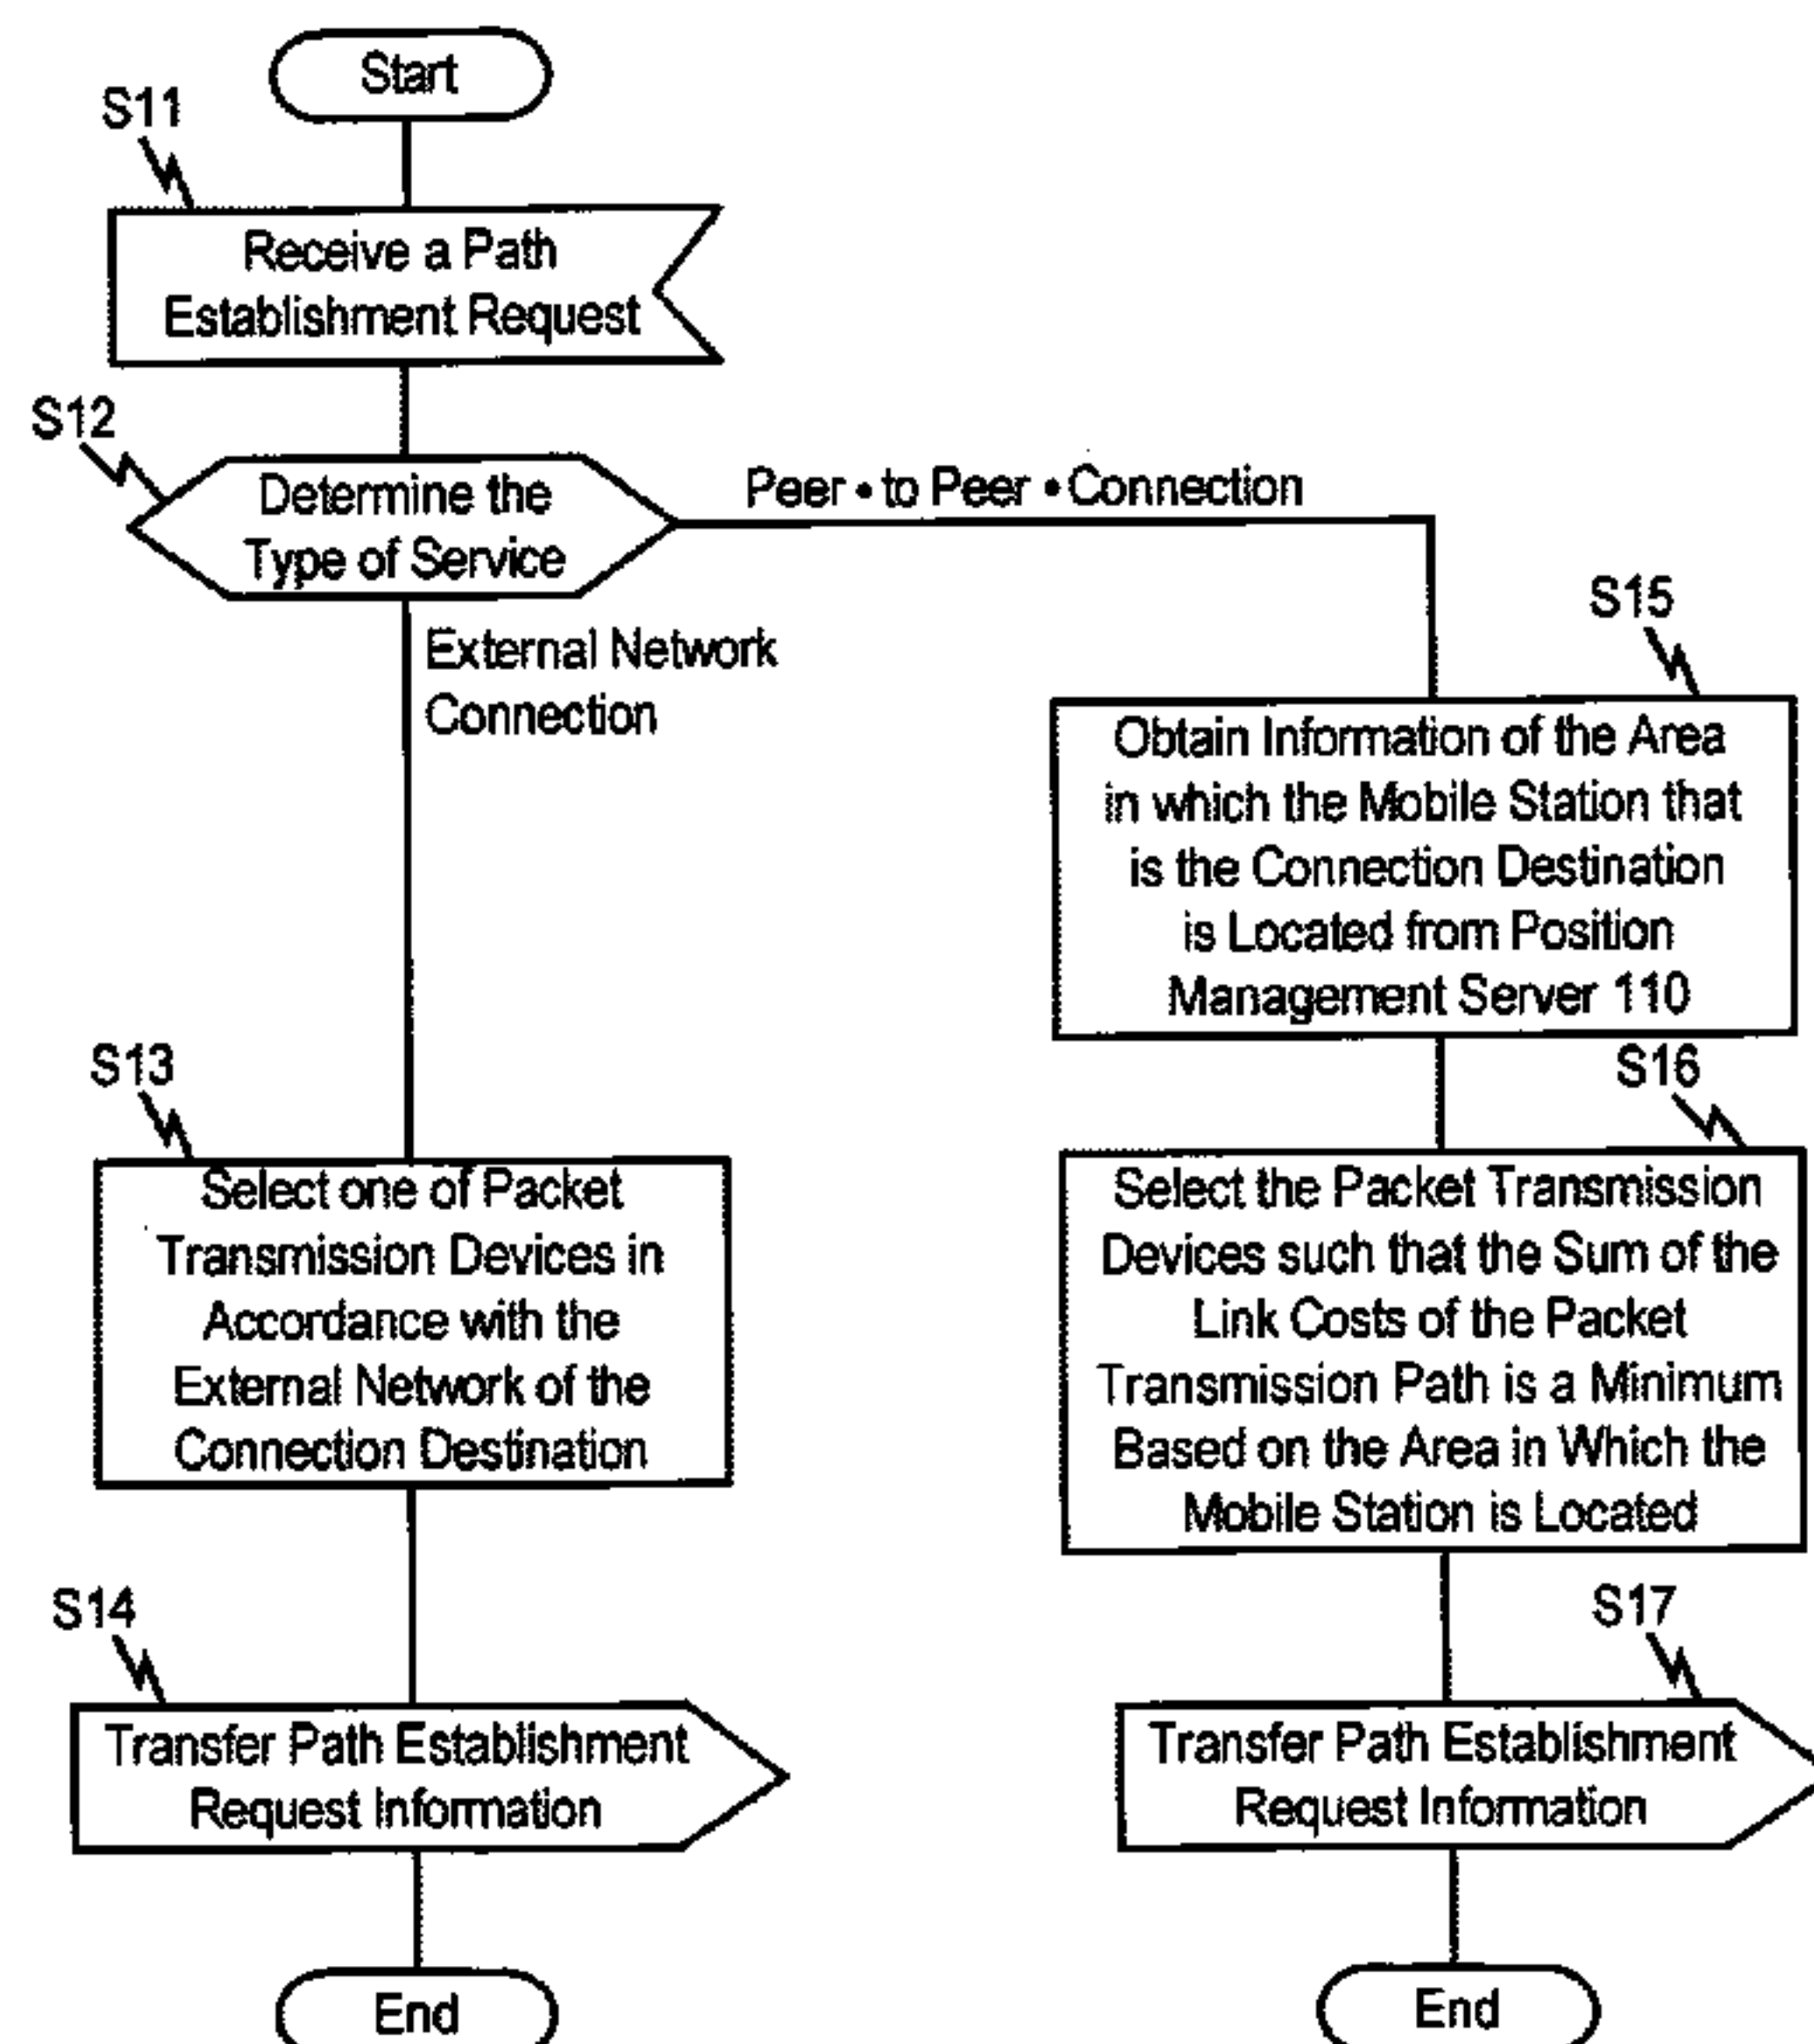 Start
S11
Receive a Path
Establishment Request
S12
Determine the
Type of Service
Peer • to Peer • Connection
External Network
Connection
S15
Obtain Information of the Area
in which the Mobile Station that
is the Connection Destination
is Located from Position
Management Server 110
S13
Select one of Packet
Transmission Devices in
Accordance with the
External Network of the
Connection Destination
S16
Select the Packet Transmission
Devices such that the Sum of the
Link Costs of the Packet
Transmission Path is a Minimum
Based on the Area in Which the
Mobile Station is Located
S14
Transfer Path Establishment
Request Information
S17
Transfer Path Establishment
Request Information
End
End